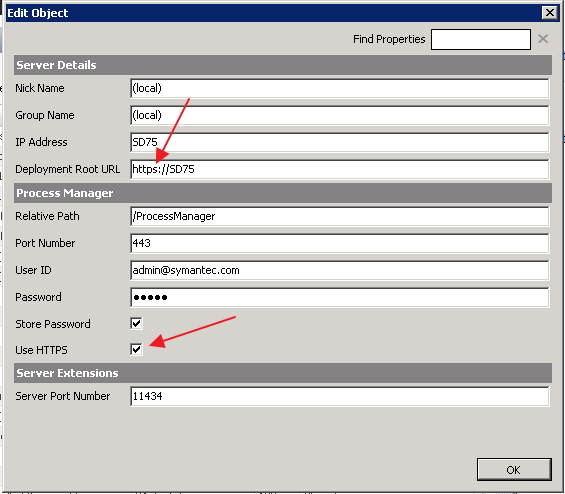 Edit Object
Find Properties
Server Details
Nick Name (local)
Group Name (local)
IP Address SD75
Deployment Root URL https://SD75
Process Manager
Relative Path /ProcessManager
Port Number 443
User ID admin@symantec.com
Password ●●●●●
Store Password
Use HTTPS
Server Extensions
Server Port Number 11434
OK